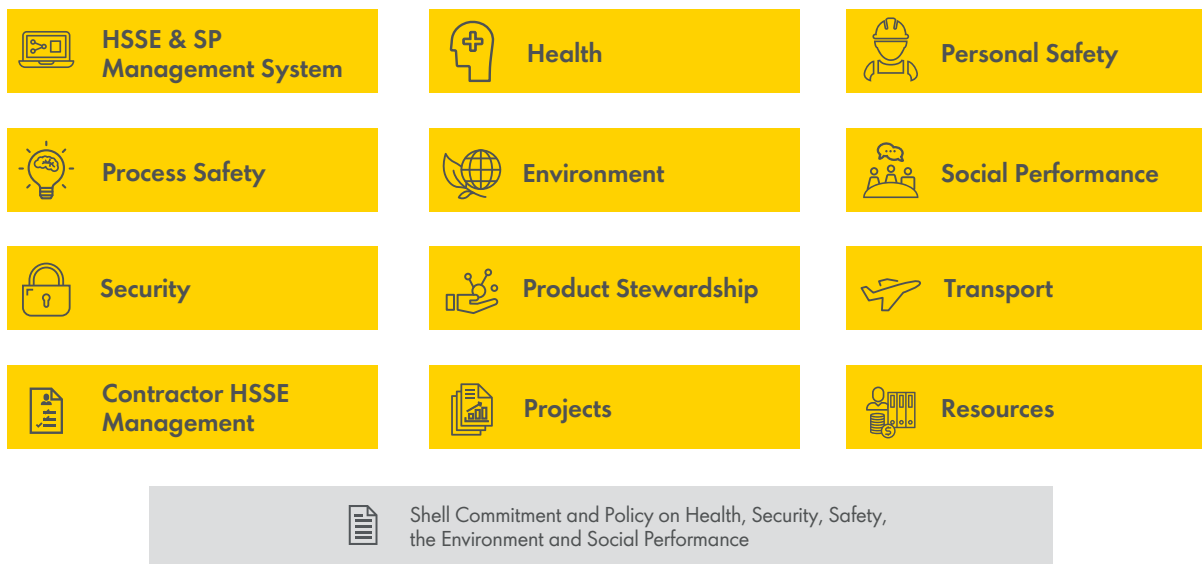 HSSE & SP
Management System
Health
Personal Safety
Process Safety
Environment
Social Performance
Security
Product Stewardship
Transport
Contractor HSSE
Management
Projects
Resources
Shell Commitment and Policy on Health, Security, Safety,
the Environment and Social Performance